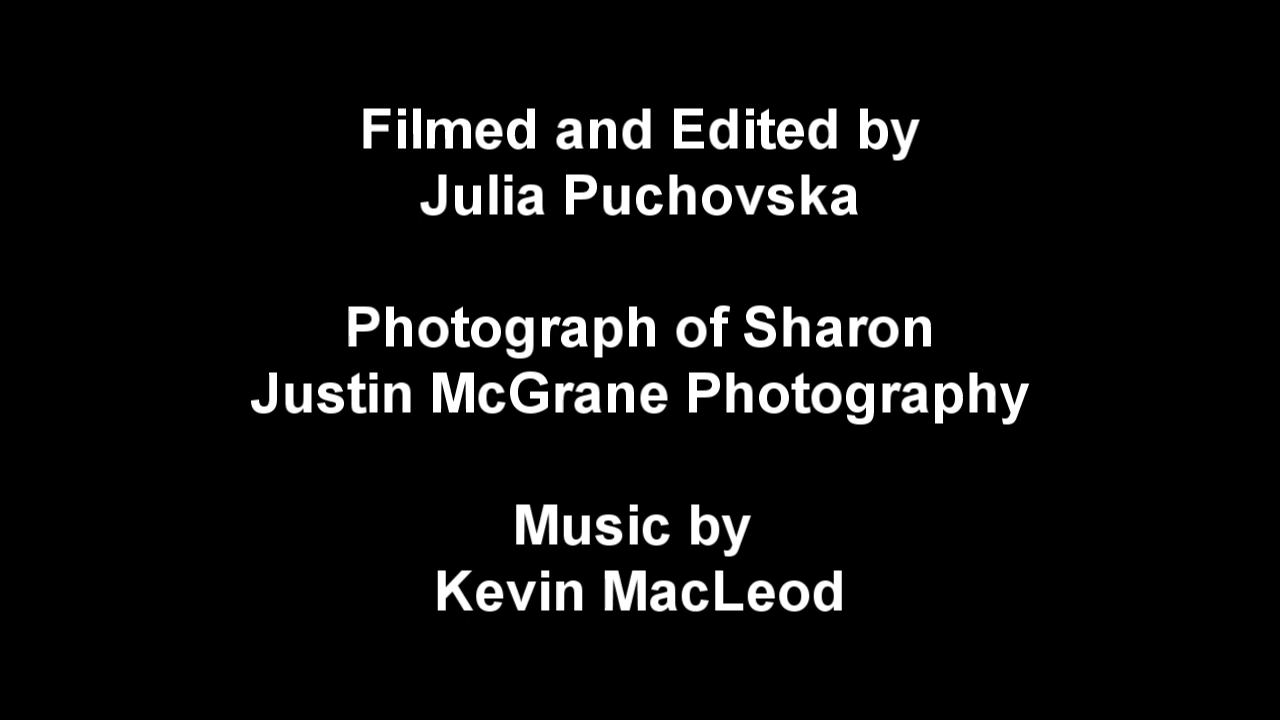 Filmed and Edited by
Julia Puchovska
Photograph of Sharon
Justin McGrane Photography
Music by
Kevin MacLeod